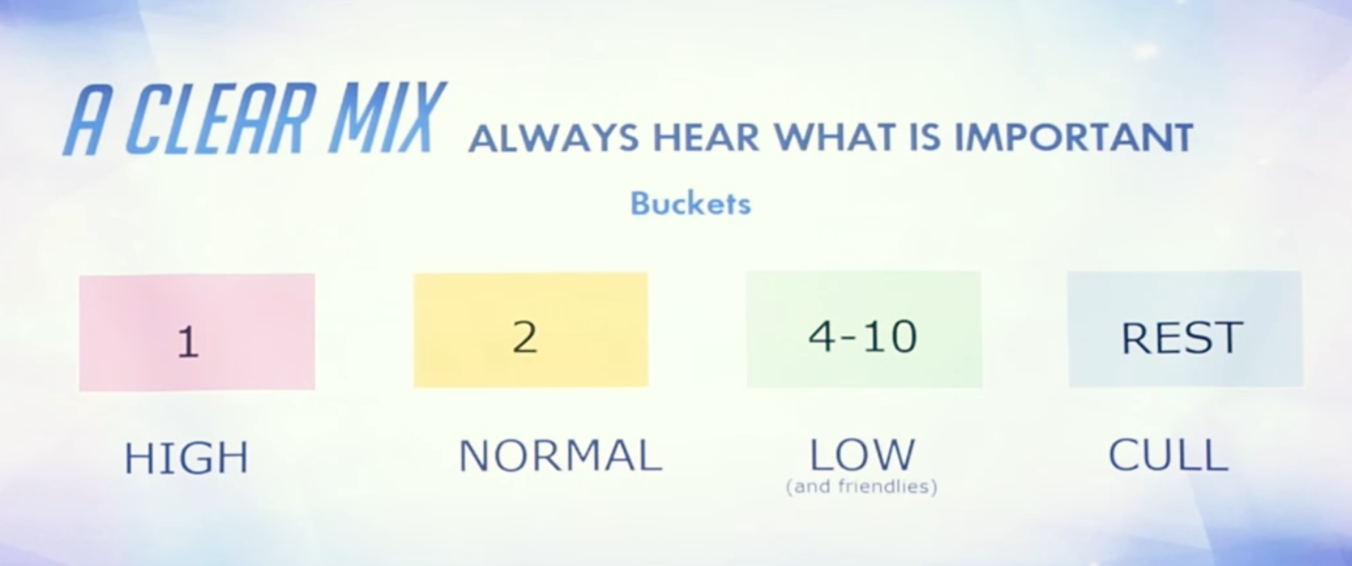 A CLEAR MIX ALWAYS HEAR WHAT IS IMPORTANT
Buckets
1 2 4-10 REST
HIGH NORMAL LOW CULL
(and friendlies)